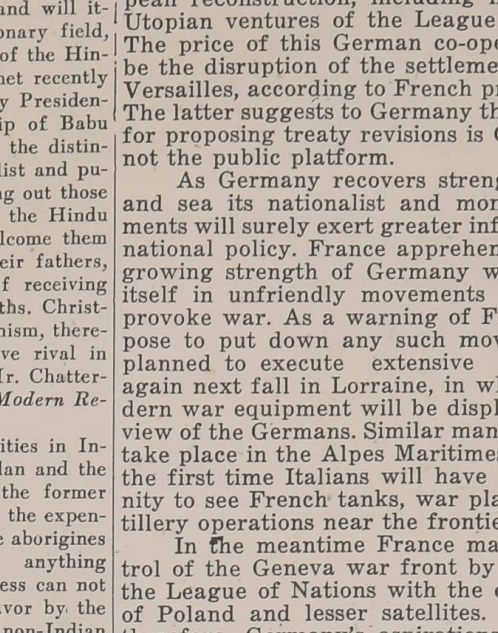 and will it-
onary field,
of the Hin-
net recently
y Presiden-
ip of Babu
the distin-
list and pu-
ng out those
the Hindu
lcome them
eir fathers,
f receiving
ths. Christ-
nism, there-
ve rival in
Mr. Chatter-
Modern Re-
ities in In-
lan and the
the former
the expen-
e aborigines
anything
ess can not
avor by the
non-Indian
pean reconstruction, including
Utopian ventures of the League
The price of this German co-ope
be the disruption of the settleme
Versailles, according to French p
The latter suggests to Germany th
for proposing treaty revisions is
not the public platform.
As Germany recovers streng
and sea its nationalist and mon
ments will surely exert greater inf
national policy. France apprehen
growing strength of Germany w
itself in unfriendly movements
provoke war. As a warning of F
pose to put down any such mov
planned to execute extensive
again next fall in Lorraine, in wh
dern war equipment will be displ
view of the Germans. Similar man
take place in the Alpes Maritimes
the first time Italians will have
nity to see French tanks, war pla
tillery operations near the frontie
In the meantime France ma
trol of the Geneva war front by
the League of Nations with the
of Poland and lesser satellites.
Germany's